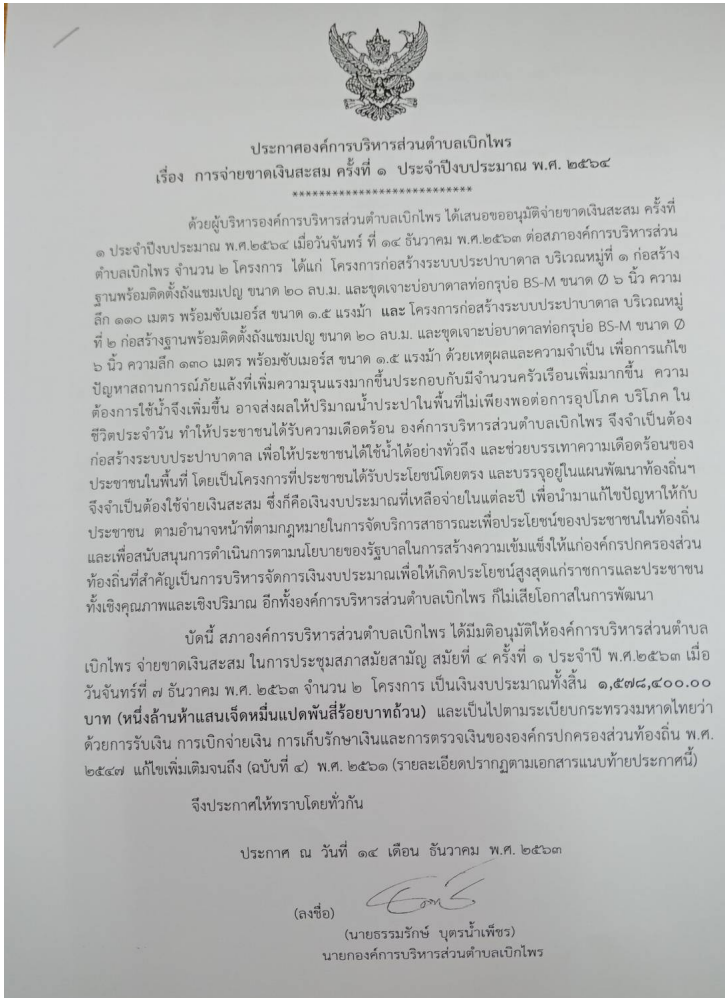 ประกาศองค์การบริหารส่วนตำบลเบิกไพร
เรื่อง การจ่ายขาดเงินสะสม ครั้งที่ ๑ ประจำปีงบประมาณ พ.ศ. ๒๕๖๔
***************************
ด้วยผู้บริหารองค์การบริหารส่วนตำบลเบิกไพร ได้เสนอขออนุมัติจ่ายขาดเงินสะสม ครั้งที่
๑ ประจำปีงบประมาณ พ.ศ.๒๕๖๔ เมื่อวันจันทร์ ที่ ๑๔ ธันวาคม พ.ศ.๒๕๖๓ ต่อสภาองค์การบริหารส่วน
ตำบลเบิกไพร จำนวน ๒ โครงการ ได้แก่ โครงการก่อสร้างระบบประปาบาดาล บริเวณหมู่ที่ ๑ ก่อสร้าง
ฐานพร้อมติดตั้งถังแชมเปญ ขนาด ๒๐ ลบ.ม. และขุดเจาะบ่อบาดาลท่อกรุบ่อ BS-M ขนาด Ø ๖ นิ้ว ความ
ลึก ๑๑๐ เมตร พร้อมซับเมอร์ส ขนาด ๑.๕ แรงม้า และ โครงการก่อสร้างระบบประปาบาดาล บริเวณหมู่
ที่ ๒ ก่อสร้างฐานพร้อมติดตั้งถังแชมเปญ ขนาด ๒๐ ลบ.ม. และขุดเจาะบ่อบาดาลท่อกรุบ่อ BS-M ขนาด Ø
๖ นิ้ว ความลึก ๑๓๐ เมตร พร้อมซับเมอร์ส ขนาด ๑.๕ แรงม้า ด้วยเหตุผลและความจำเป็น เพื่อการแก้ไข
ปัญหาสถานการณ์ภัยแล้งที่เพิ่มความรุนแรงมากขึ้นประกอบกับมีจำนวนครัวเรือนเพิ่มมากขึ้น ความ
ต้องการใช้น้ำจึงเพิ่มขึ้น อาจส่งผลให้ปริมาณน้ำประปาในพื้นที่ไม่เพียงพอต่อการอุปโภค บริโภค ใน
ชีวิตประจำวัน ทำให้ประชาชนได้รับความเดือดร้อน องค์การบริหารส่วนตำบลเบิกไพร จึงจำเป็นต้อง
ก่อสร้างระบบประปาบาดาล เพื่อให้ประชาชนได้ใช้น้ำได้อย่างทั่วถึง และช่วยบรรเทาความเดือดร้อนของ
ประชาชนในพื้นที่ โดยเป็นโครงการที่ประชาชนได้รับประโยชน์โดยตรง และบรรจุอยู่ในแผนพัฒนาท้องถิ่นฯ
จึงจำเป็นต้องใช้จ่ายเงินสะสม ซึ่งก็คือเงินงบประมาณที่เหลือจ่ายในแต่ละปี เพื่อนำมาแก้ไขปัญหาให้กับ
ประชาชน ตามอำนาจหน้าที่ตามกฎหมายในการจัดบริการสาธารณะเพื่อประโยชน์ของประชาชนในท้องถิ่น
และเพื่อสนับสนุนการดำเนินการตามนโยบายของรัฐบาลในการสร้างความเข้มแข็งให้แก่องค์กรปกครองส่วน
ท้องถิ่นที่สำคัญเป็นการบริหารจัดการเงินงบประมาณเพื่อให้เกิดประโยชน์สูงสุดแก่ราชการและประชาชน
ทั้งเชิงคุณภาพและเชิงปริมาณ อีกทั้งองค์การบริหารส่วนตำบลเบิกไพร ก็ไม่เสียโอกาสในการพัฒนา
บัดนี้ สภาองค์การบริหารส่วนตำบลเบิกไพร ได้มีมติอนุมัติให้องค์การบริหารส่วนตำบล
เบิกไพร จ่ายขาดเงินสะสม ในการประชุมสภาสมัยสามัญ สมัยที่ ๔ ครั้งที่ ๑ ประจำปี พ.ศ.๒๕๖๓ เมื่อ
วันจันทร์ที่ ๗ ธันวาคม พ.ศ. ๒๕๖๓ จำนวน ๒ โครงการ เป็นเงินงบประมาณทั้งสิ้น ๑,๕๗๘,๔๐๐.๐๐
บาท (หนึ่งล้านห้าแสนเจ็ดหมื่นแปดพันสี่ร้อยบาทถ้วน) และเป็นไปตามระเบียบกระทรวงมหาดไทยว่า
ด้วยการรับเงิน การเบิกจ่ายเงิน การเก็บรักษาเงินและการตรวจเงินขององค์กรปกครองส่วนท้องถิ่น พ.ศ.
๒๕๔๗ แก้ไขเพิ่มเติมจนถึง (ฉบับที่ ๔) พ.ศ. ๒๕๖๑ (รายละเอียดปรากฏตามเอกสารแนบท้ายประกาศนี้)
จึงประกาศให้ทราบโดยทั่วกัน
ประกาศ ณ วันที่ ๑๔ เดือน ธันวาคม พ.ศ. ๒๕๖๓
(ลงชื่อ)
(นายธรรมรักษ์ บุตรน้ำเพ็ชร)
นายกองค์การบริหารส่วนตำบลเบิกไพร